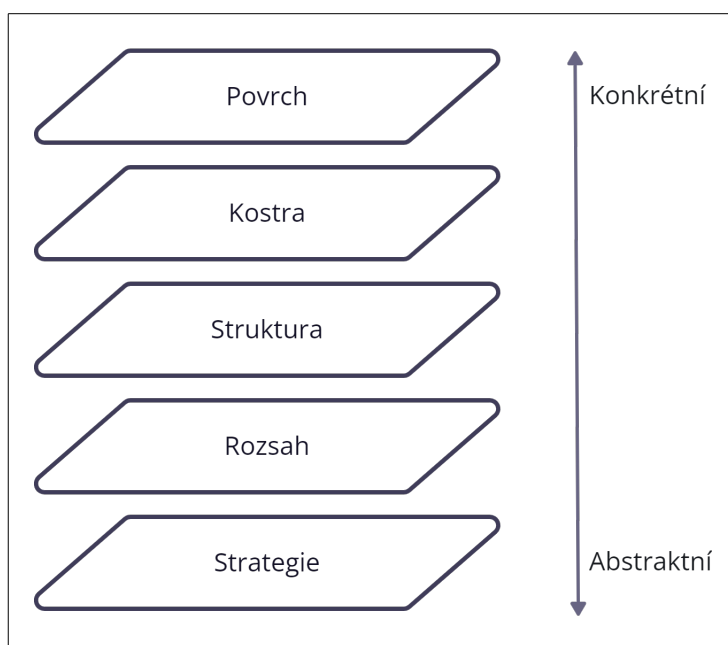 Povrch
Konkrétní
Kostra
Struktura
Rozsah
Strategie
Abstraktní